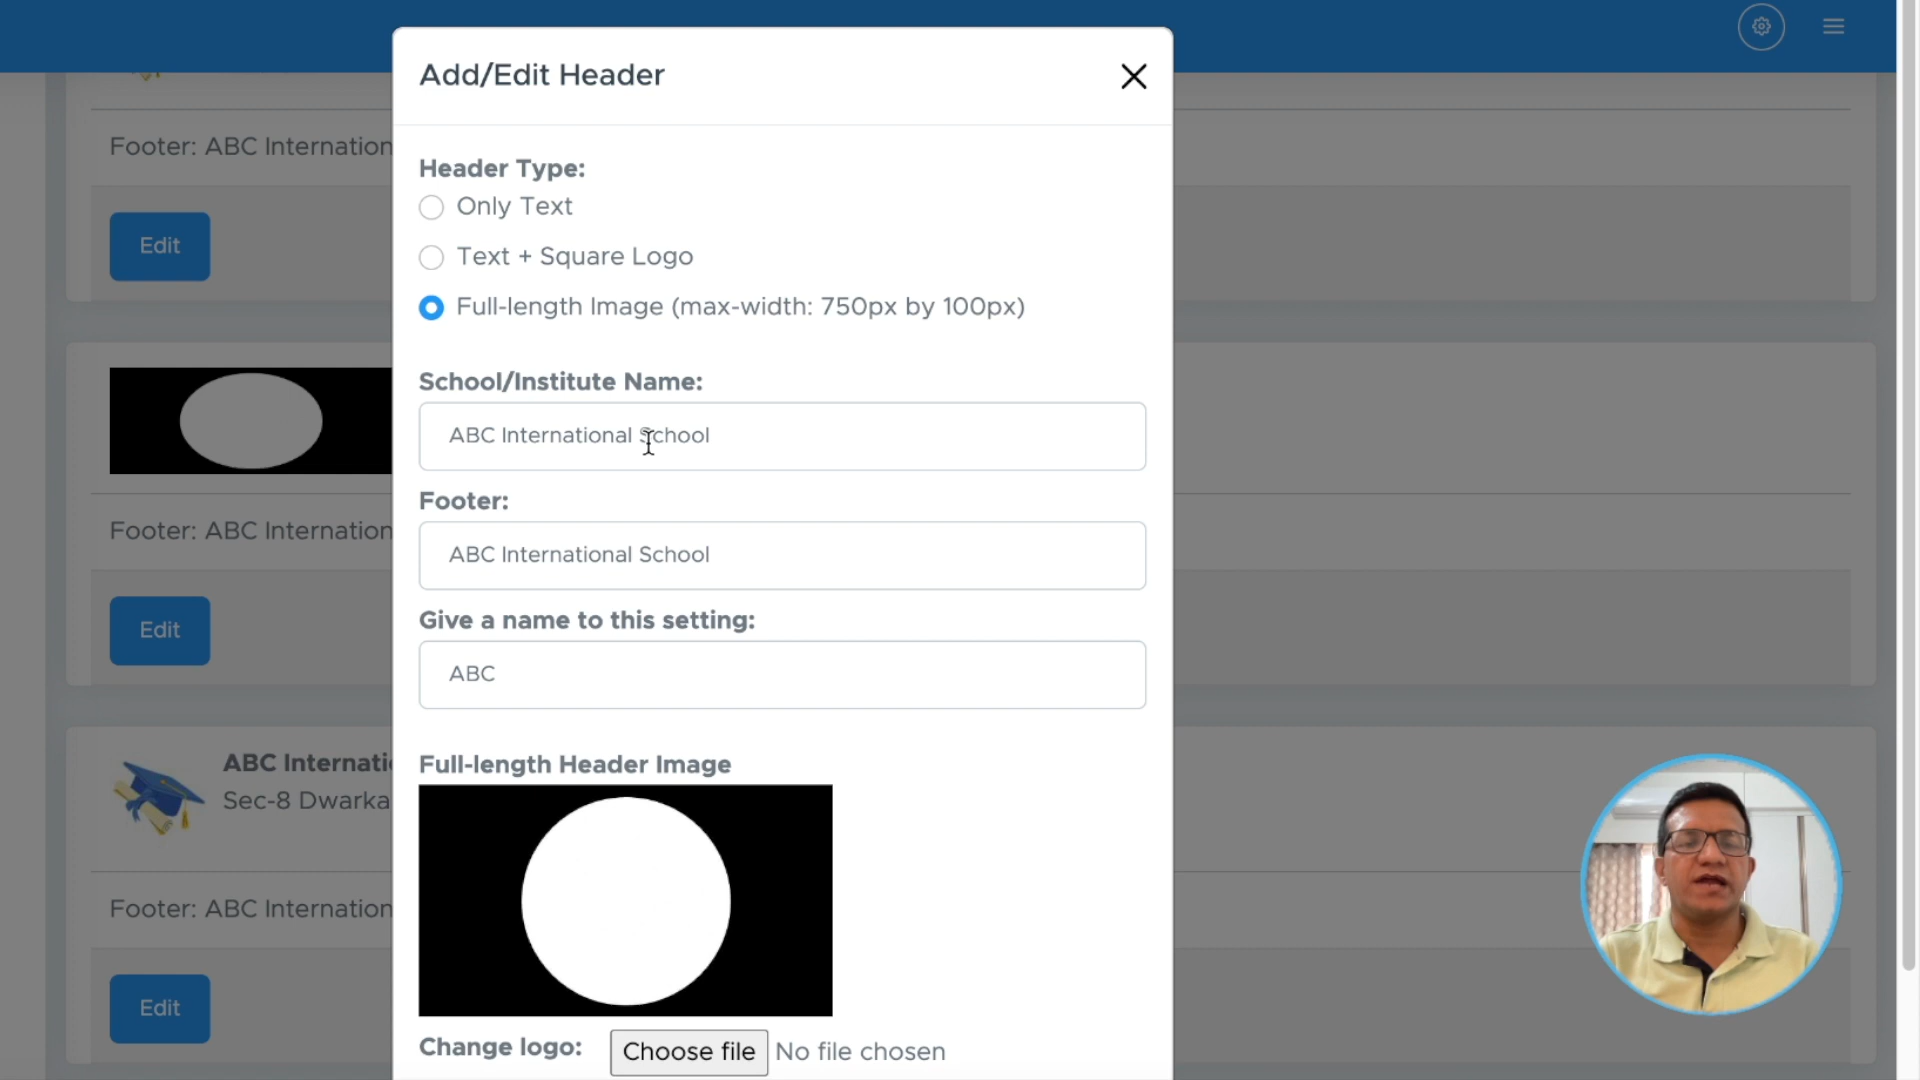 Add/Edit Header
Footer: ABC Internation
Edit
Header Type:
Only Text
Text + Square Logo
Full-length Image (max-width: 750px by 100px)
School/Institute Name:
ABC International School
Footer:
ABC International School
Give a name to this setting:
ABC
Footer: ABC Internation
Edit
Full-length Header Image
ABC Internati
Sec-8 Dwarka
Footer: ABC Internation
Edit
Change logo:
Choose file No file chosen